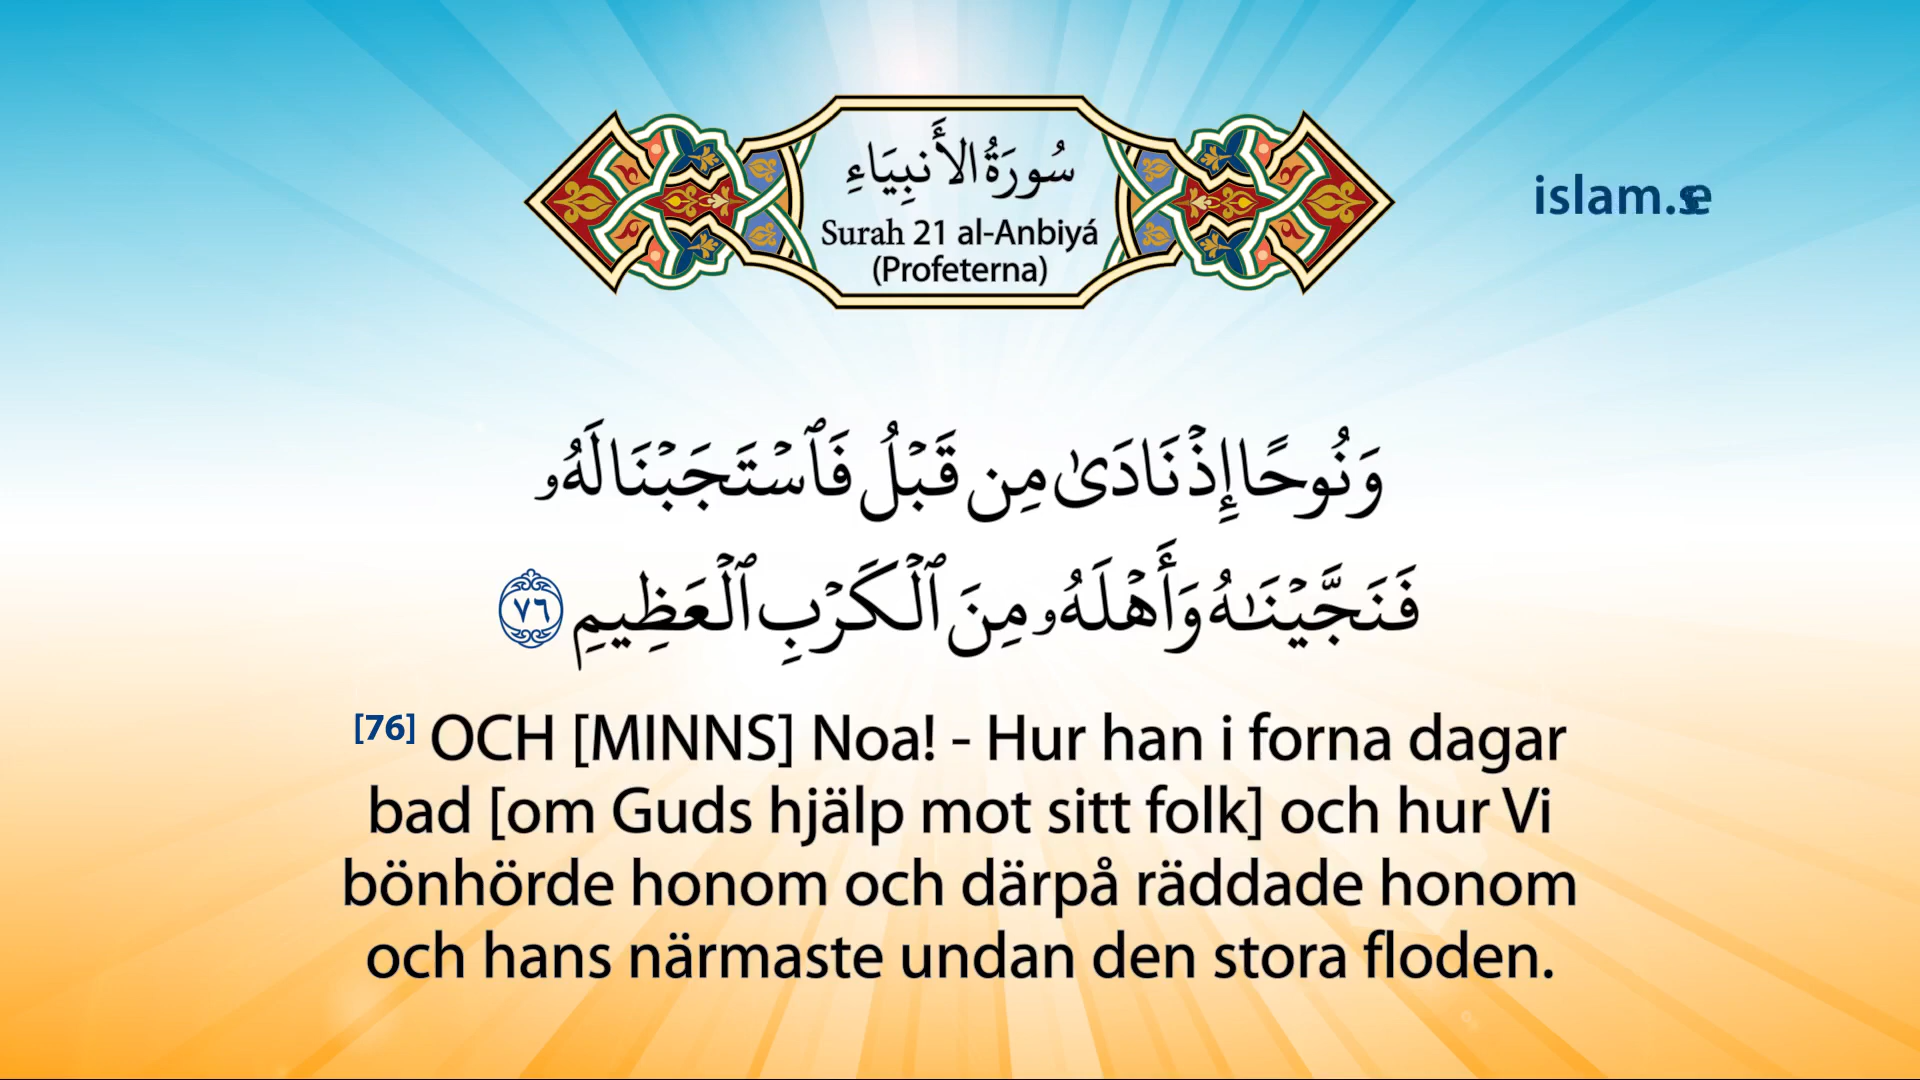 سُورَةُ الأَنبِيَاءِ
Surah 21 al-Anbiyá
(Profeterna)
islam.se
وَنُوحًا إِذْ نَادَىٰ مِن قَبْلُ فَٱسْتَجَبْنَا لَهُۥ
فَنَجَّيْنَـٰهُ وَأَهْلَهُۥ مِنَ ٱلْكَرْبِ ٱلْعَظِيمِ ٧٦
[76] OCH [MINNS] Noa! - Hur han i forna dagar
bad [om Guds hjälp mot sitt folk] och hur Vi
bönhörde honom och därpå räddade honom
och hans närmaste undan den stora floden.